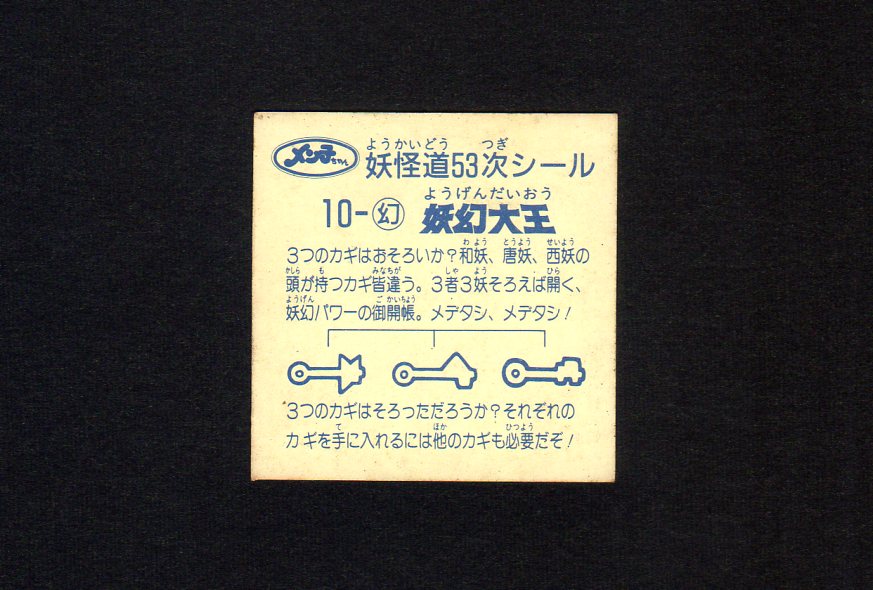 メン子ちゃん
ようかいどう つぎ
妖怪道53次シール
ようげんだいおう
10-㊀幻 妖幻大王
わよう とうよう せいよう
3つのカギはおそろいか？和妖、唐妖、西妖の
かしら も みなちが しゃ よう ひら
頭が持つカギ皆違う。3者3妖そろえば開く、
ようげん ごかいちょう
妖幻パワーの御開帳。メデタシ、メデタシ！
3つのカギはそろっただろうか？それぞれの
て ほか ひつよう
カギを手に入れるには他のカギも必要だぞ！